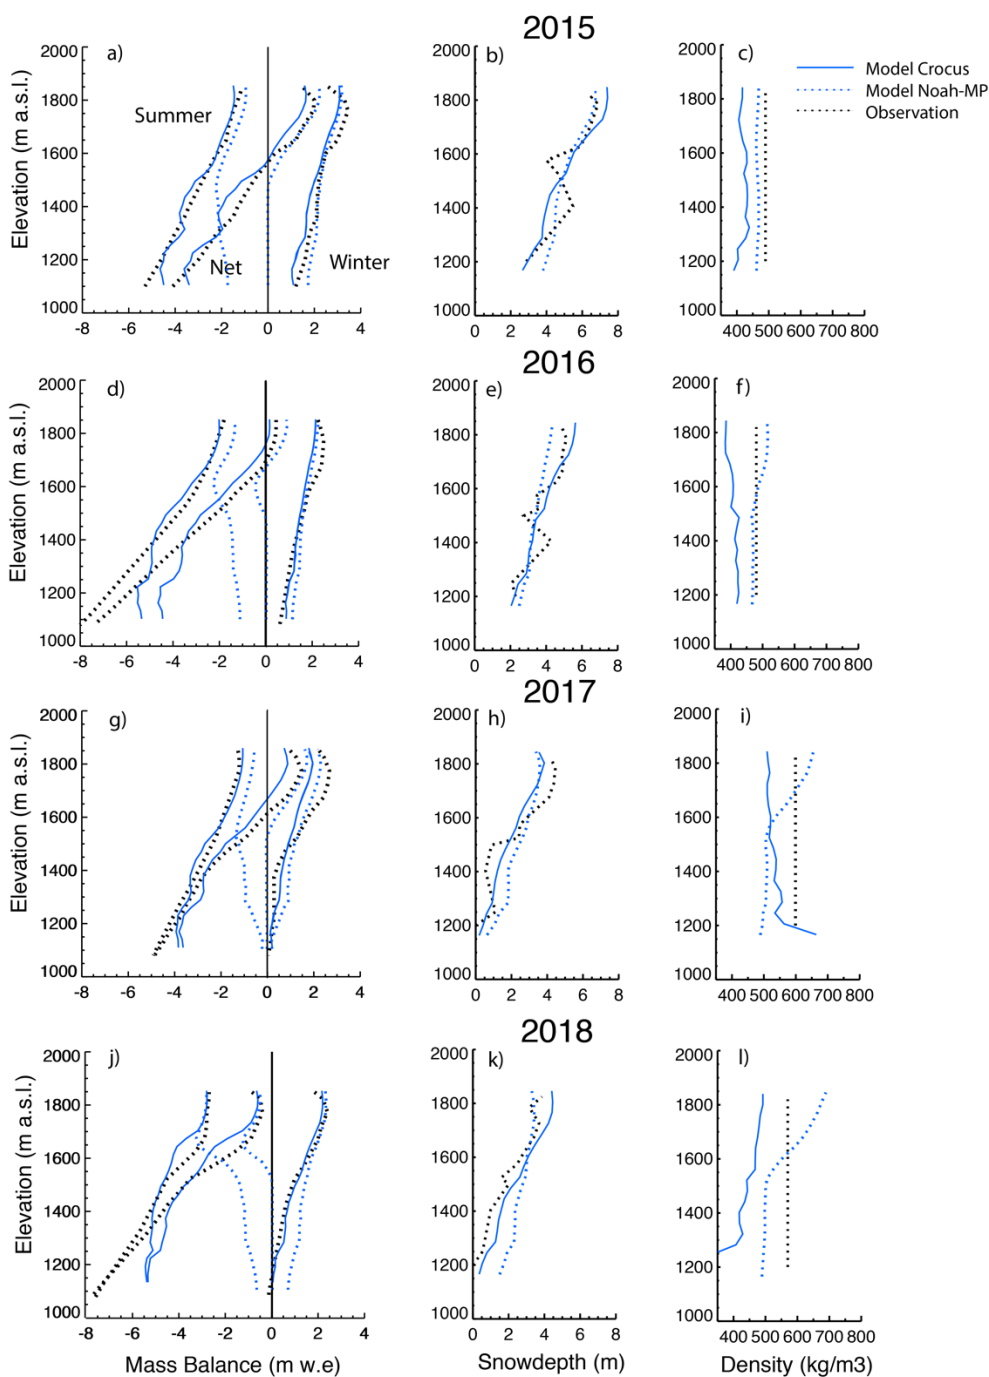 2015
a)
b)
c)
Model Crocus
Model Noah-MP
Observation
Summer
Net
Winter
Elevation (m a.s.l.)
2000
1800
1600
1400
1200
1000
-8 -6 -4 -2 0 2 4
2000
1800
1600
1400
1200
1000
0 2 4 6 8
2000
1800
1600
1400
1200
1000
400 500 600 700 800
2016
d)
e)
f)
Elevation (m a.s.l.)
2000
1800
1600
1400
1200
1000
-8 -6 -4 -2 0 2 4
2000
1800
1600
1400
1200
1000
0 2 4 6 8
2000
1800
1600
1400
1200
1000
400 500 600 700 800
2017
g)
h)
i)
Elevation (m a.s.l.)
2000
1800
1600
1400
1200
1000
-8 -6 -4 -2 0 2 4
2000
1800
1600
1400
1200
1000
0 2 4 6 8
2000
1800
1600
1400
1200
1000
400 500 600 700 800
2018
j)
k)
l)
Elevation (m a.s.l.)
2000
1800
1600
1400
1200
1000
-8 -6 -4 -2 0 2 4
2000
1800
1600
1400
1200
1000
0 2 4 6 8
2000
1800
1600
1400
1200
1000
400 500 600 700 800
Mass Balance (m w.e)
Snowdepth (m)
Density (kg/m3)